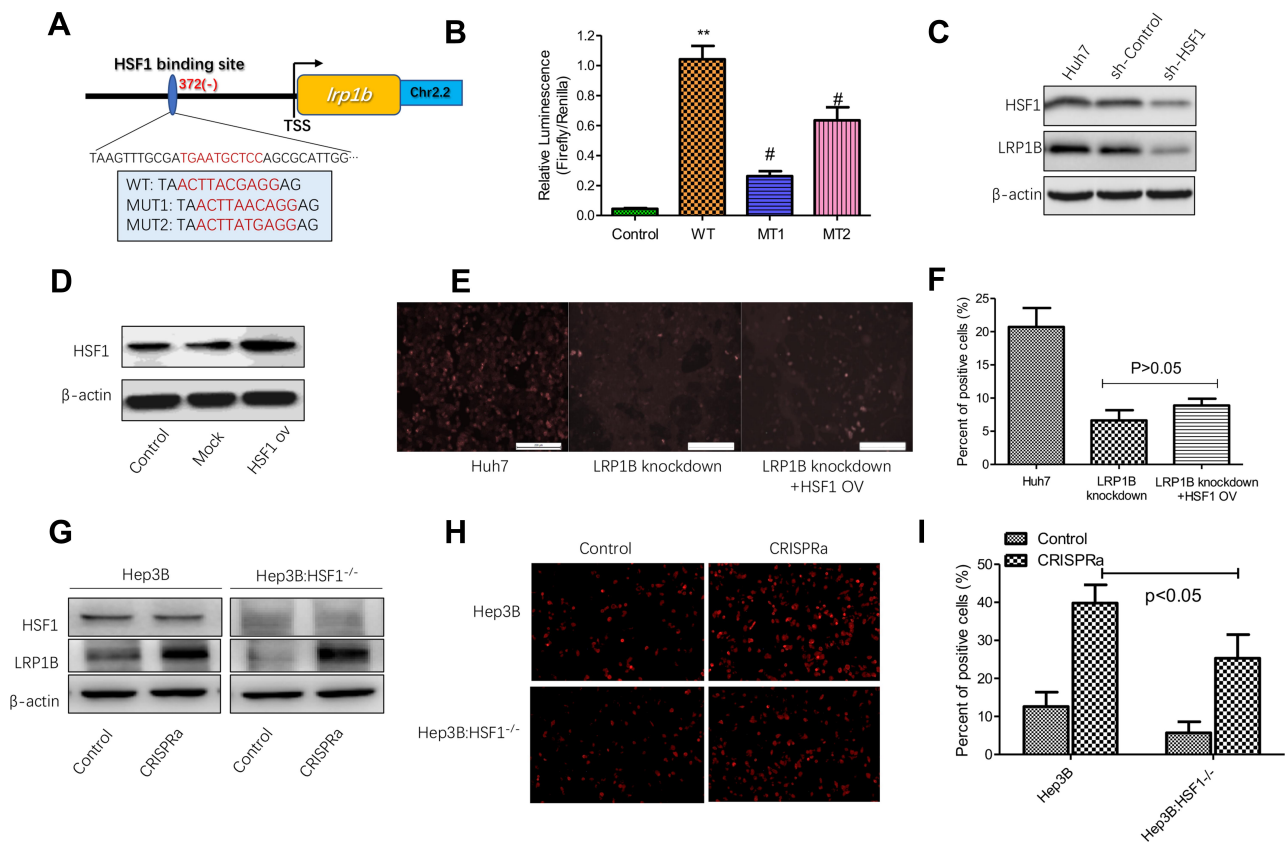 A
HSF1 binding site
372(-)
lrp1b
Chr2.2
TSS
TAAGTTTGCGATGAATGCTCCAGCGCATTGG···
WT: TAACTTACGAGGAG
MUT1: TAACTTAACAGGAG
MUT2: TAACTTATGAGGAG
B
Relative Luminescence
(Firefly/Renilla)
1.2
1.0
0.8
0.6
0.4
0.2
0.0
**
#
#
Control
WT
MT1
MT2
C
Huh7
sh-Control
sh-HSF1
HSF1
LRP1B
β-actin
D
HSF1
β-actin
Control
Mock
HSF1 ov
E
Huh7
LRP1B knockdown
LRP1B knockdown
+HSF1 OV
F
Percent of positive cells (%)
25
20
15
10
5
0
P>0.05
Huh7
LRP1B
knockdown
LRP1B knockdown
+HSF1 OV
G
Hep3B
Hep3B:HSF1-/-
HSF1
LRP1B
β-actin
Control
CRISPRa
Control
CRISPRa
H
Control
CRISPRa
Hep3B
Hep3B:HSF1-/-
I
Control
CRISPRa
Percent of positive cells (%)
50
40
30
20
10
0
p<0.05
Hep3B
Hep3B:HSF1-/-